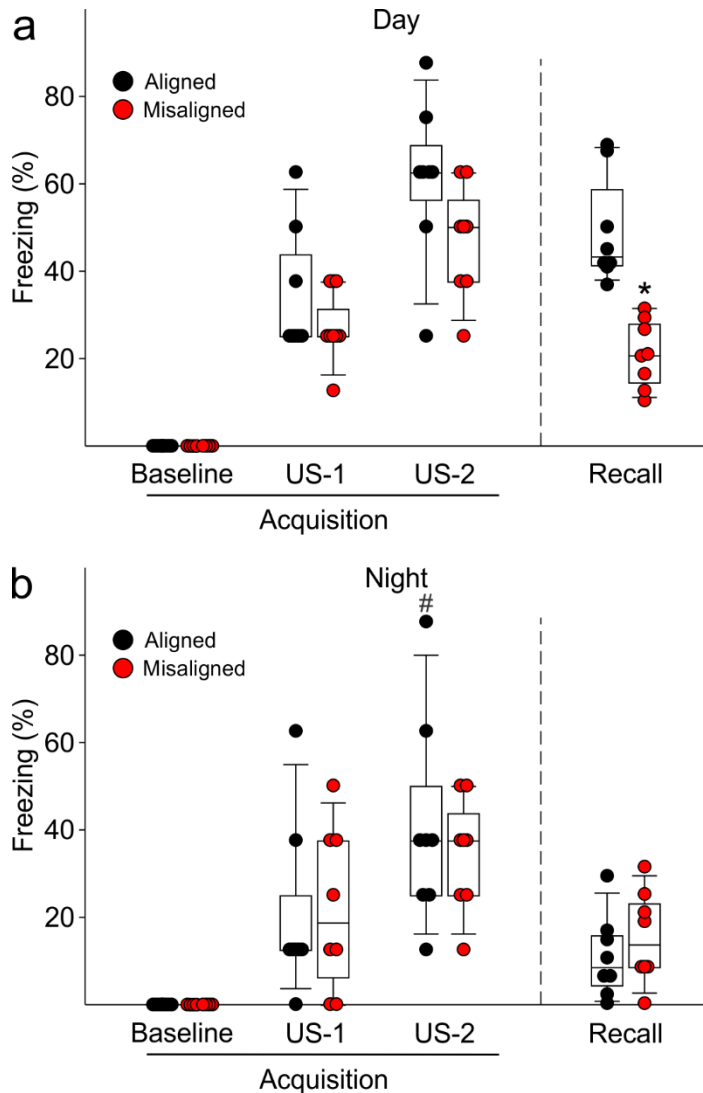 a
Day
Aligned
Misaligned
Freezing (%)
80
60
40
20
*
Baseline US-1 US-2 Recall
Acquisition
b
Night
#
Aligned
Misaligned
Freezing (%)
80
60
40
20
Baseline US-1 US-2 Recall
Acquisition